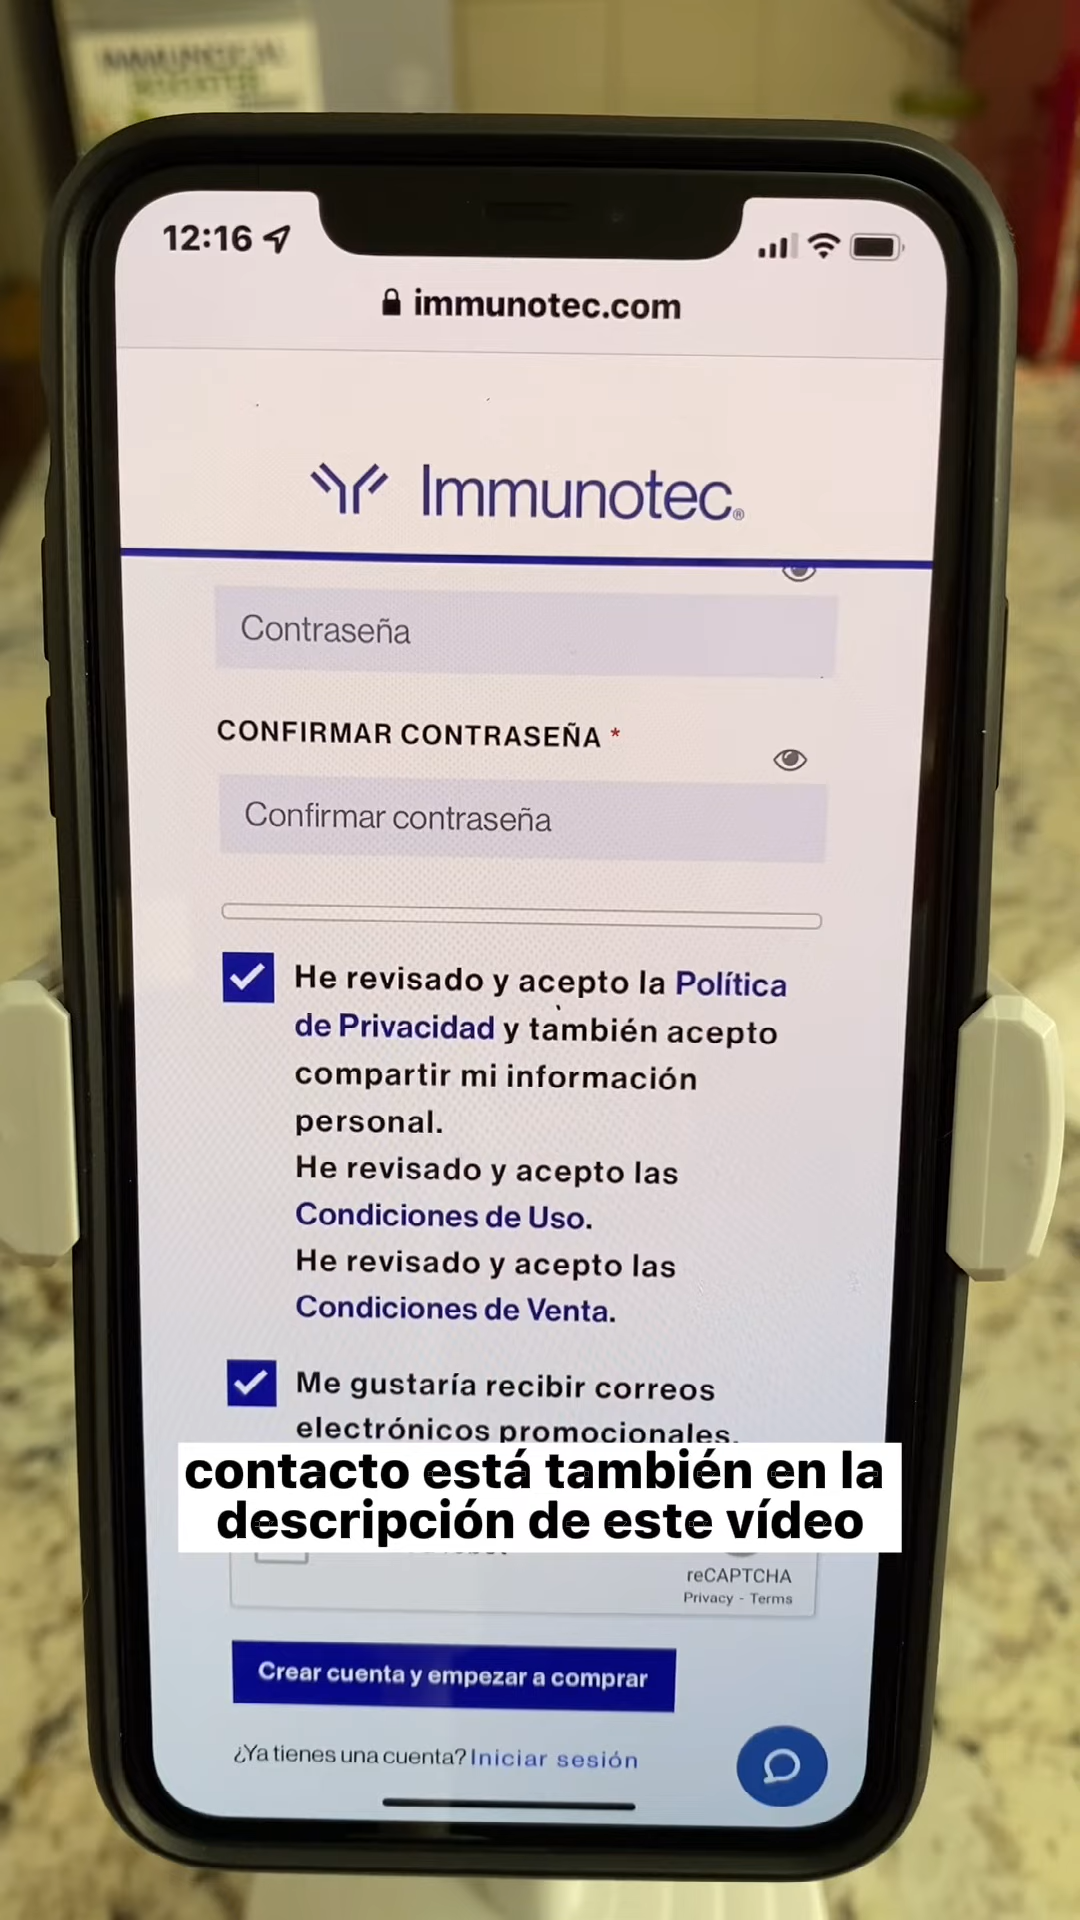 IMMUNOCAL
BOOSTER
12:16
immunotec.com
Immunotec®
Contraseña
CONFIRMAR CONTRASEÑA *
Confirmar contraseña
He revisado y acepto la Política
de Privacidad y también acepto
compartir mi información
personal.
He revisado y acepto las
Condiciones de Uso.
He revisado y acepto las
Condiciones de Venta.
Me gustaría recibir correos
electrónicos promocionales.
contacto está también en la
descripción de este vídeo
reCAPTCHA
Privacy - Terms
Crear cuenta y empezar a comprar
¿Ya tienes una cuenta? Iniciar sesión